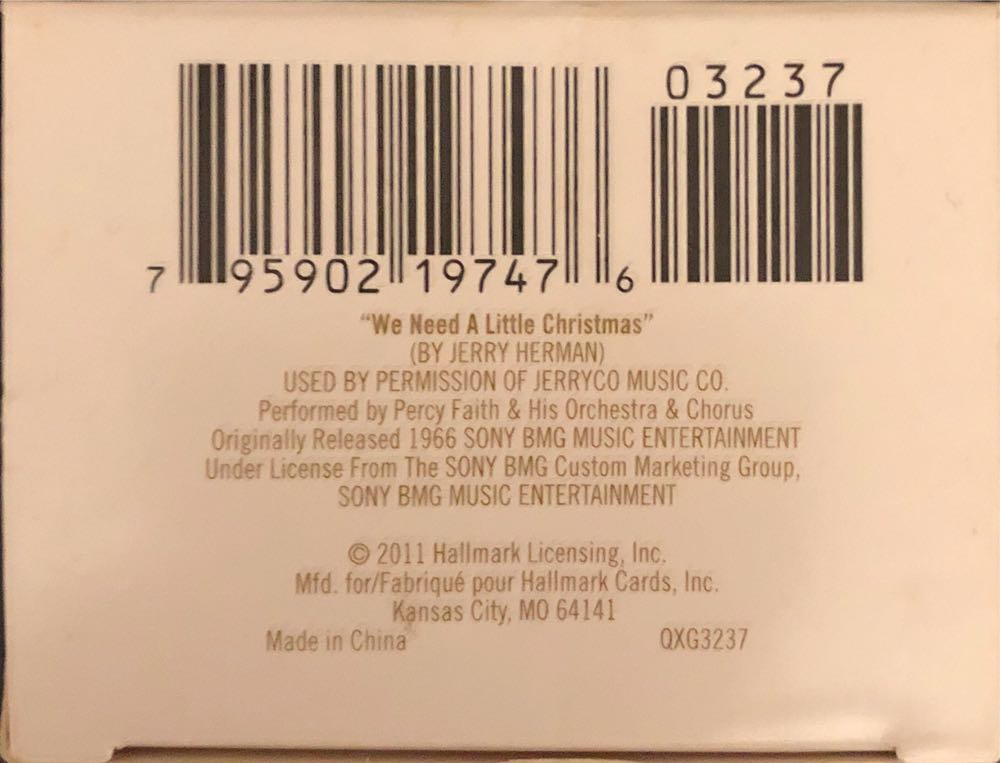 03237
7 95902 19747 6
“We Need A Little Christmas”
(BY JERRY HERMAN)
USED BY PERMISSION OF JERRYCO MUSIC CO.
Performed by Percy Faith & His Orchestra & Chorus
Originally Released 1966 SONY BMG MUSIC ENTERTAINMENT
Under License From The SONY BMG Custom Marketing Group,
SONY BMG MUSIC ENTERTAINMENT
© 2011 Hallmark Licensing, Inc.
Mfd. for/Fabriqué pour Hallmark Cards, Inc.
Kansas City, MO 64141
Made in China QXG3237